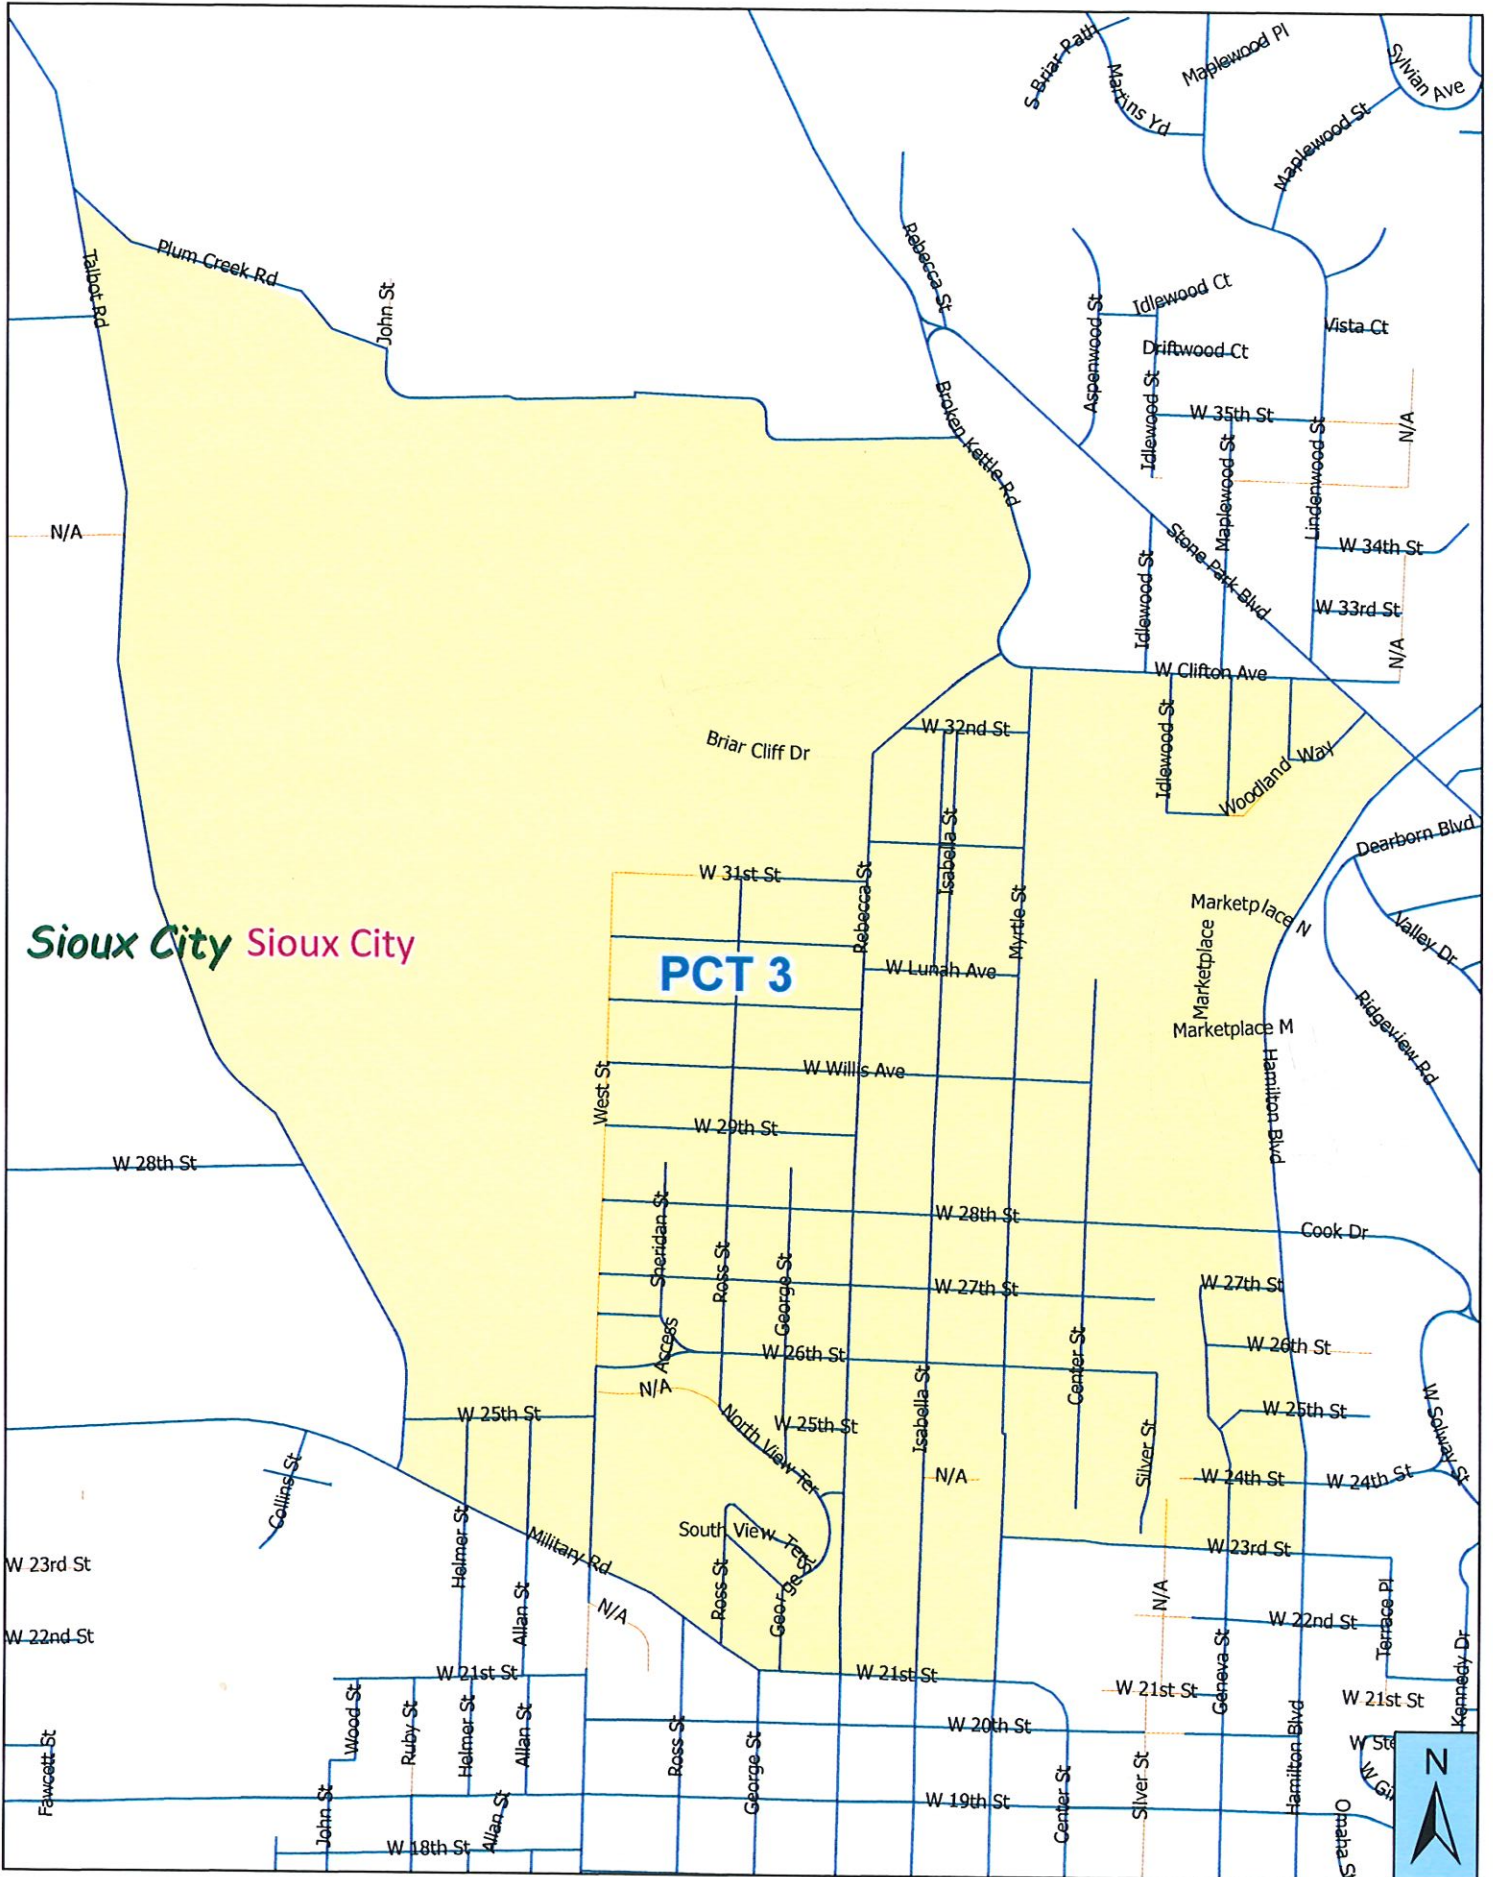 S Briar Path
Martins Yd
Maplewood Pl
Sylvian Ave
Maplewood St
Talbot Rd
Plum Creek Rd
John St
Rebecca St
Aspenwood St
Idlewood Ct
Driftwood Ct
Vista Ct
Idlewood St
W 35th St
Maplewood St
Lindenwood St
N/A
Broken Kettle Rd
Stone Park Blvd
W 34th St
W 33rd St
N/A
N/A
Idlewood St
W Clifton Ave
W 32nd St
Briar Cliff Dr
Idlewood St
Woodland Way
Isabella St
Dearborn Blvd
W 31st St
Rebecca St
Myrtle St
Marketplace N
Marketplace
Valley Dr
Sioux City Sioux City
PCT 3
W Lunah Ave
Marketplace M
Ridgeview Rd
West St
W Willis Ave
Hamilton Blvd
W 29th St
W 28th St
W 28th St
Cook Dr
Sheridan St
Ross St
George St
W 27th St
W 27th St
Access
W 26th St
Center St
W 26th St
N/A
Isabella St
W 25th St
North View Ter
W 25th St
W 25th St
W Solway St
Silver St
N/A
W 24th St
W 24th St
Collins St
Helmer St
Military Rd
South View Ter
W 23rd St
W 23rd St
Allan St
N/A
Ross St
George St
N/A
Terrace Pl
W 22nd St
W 22nd St
Geneva St
Kennedy Dr
W 21st St
W 21st St
W 21st St
W 21st St
Wood St
Ruby St
Helmer St
Allan St
Ross St
George St
W 20th St
Silver St
Hamilton Blvd
W Ste
W Gil
N
Fawcett St
John St
Allan St
W 19th St
Center St
Omaha S
W 18th St